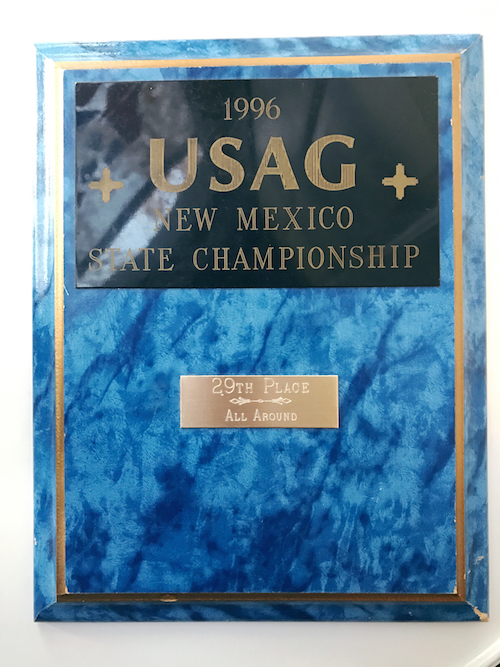 1996
USAG
NEW MEXICO
STATE CHAMPIONSHIP
29TH PLACE
ALL AROUND